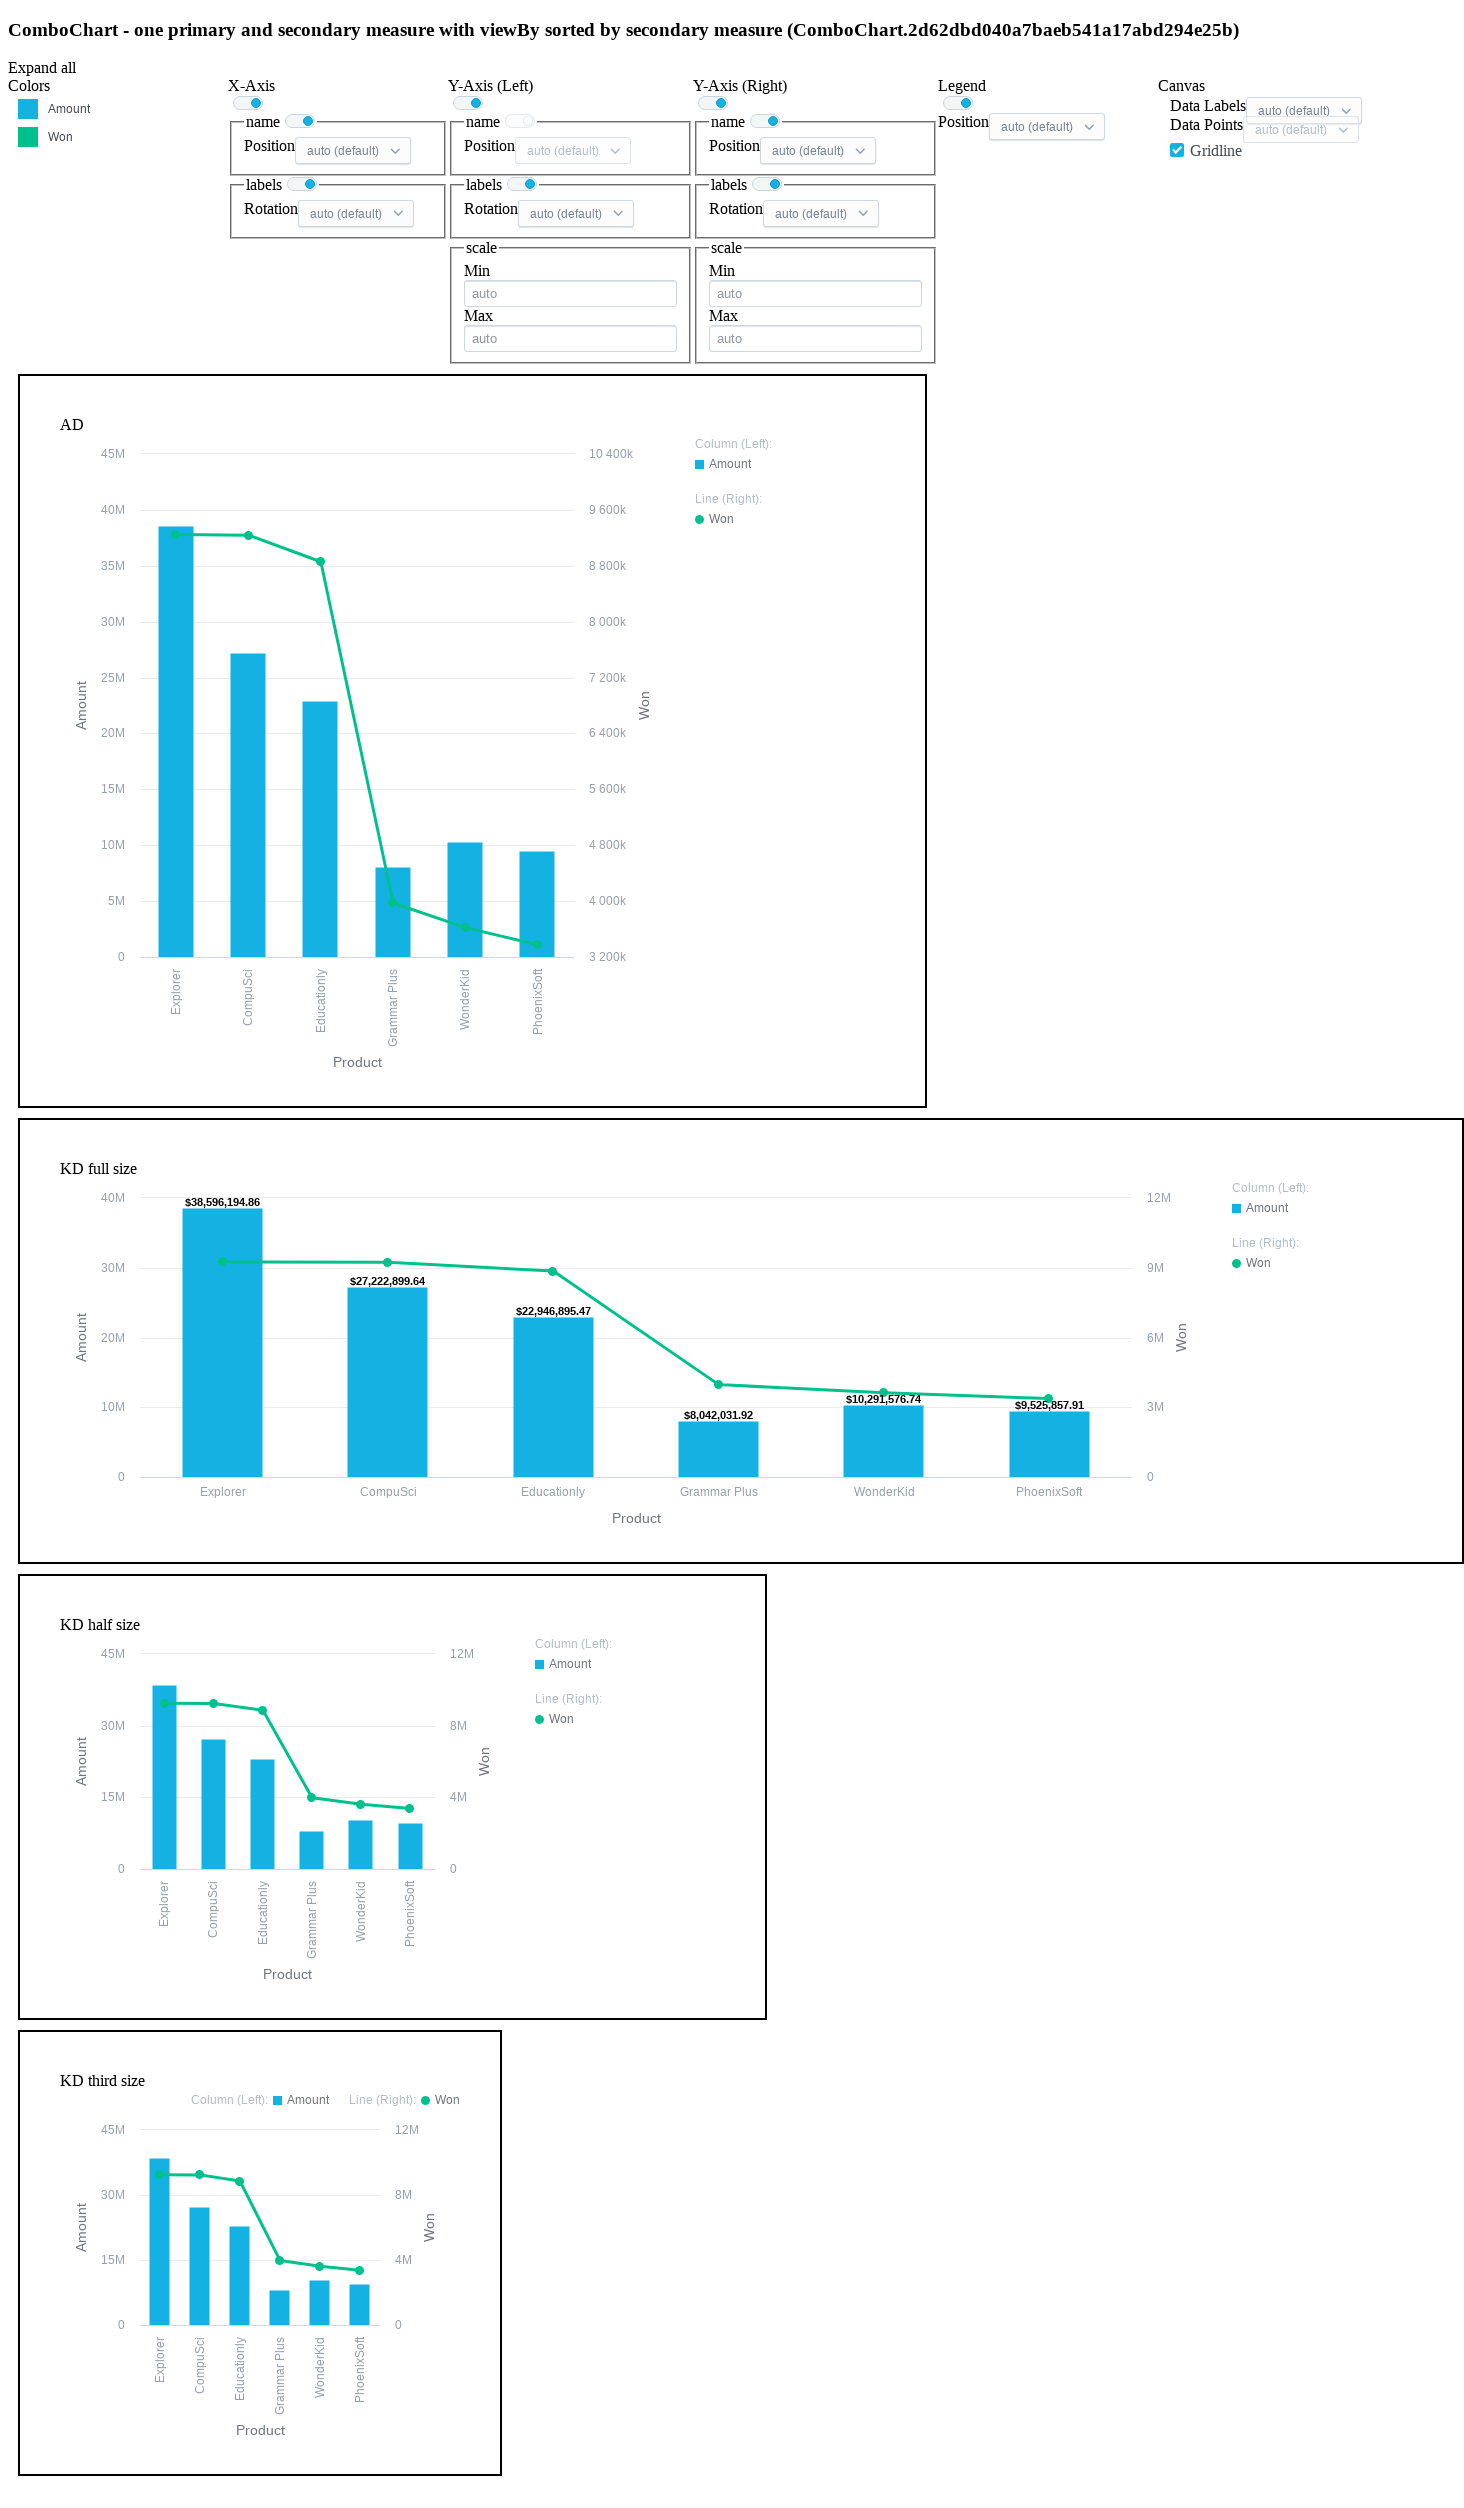 ComboChart - one primary and secondary measure with viewBy sorted by secondary measure (ComboChart.2d62dbd040a7baeb541a17abd294e25b)
Expand all
Colors
Amount
Won
X-Axis
name
Position auto (default)
labels
Rotation auto (default)
Y-Axis (Left)
name
Position auto (default)
labels
Rotation auto (default)
scale
Min
auto
Max
auto
Y-Axis (Right)
name
Position auto (default)
labels
Rotation auto (default)
scale
Min
auto
Max
auto
Legend
Position auto (default)
Canvas
Data Labels auto (default)
Data Points auto (default)
Gridline
AD
45M
40M
35M
30M
25M
20M
15M
10M
5M
0
Amount
10 400k
9 600k
8 800k
8 000k
7 200k
6 400k
5 600k
4 800k
4 000k
3 200k
Won
Explorer
CompuSci
Educationly
Grammar Plus
WonderKid
PhoenixSoft
Product
Column (Left):
Amount
Line (Right):
Won
KD full size
40M
30M
20M
10M
0
Amount
$38,596,194.86
$27,222,899.64
$22,946,895.47
$8,042,031.92
$10,291,576.74
$9,525,857.91
12M
9M
6M
3M
0
Won
Explorer
CompuSci
Educationly
Grammar Plus
WonderKid
PhoenixSoft
Product
Column (Left):
Amount
Line (Right):
Won
KD half size
45M
30M
15M
0
Amount
12M
8M
4M
0
Won
Explorer
CompuSci
Educationly
Grammar Plus
WonderKid
PhoenixSoft
Product
Column (Left):
Amount
Line (Right):
Won
KD third size
Column (Left): Amount Line (Right): Won
45M
30M
15M
0
Amount
12M
8M
4M
0
Won
Explorer
CompuSci
Educationly
Grammar Plus
WonderKid
PhoenixSoft
Product